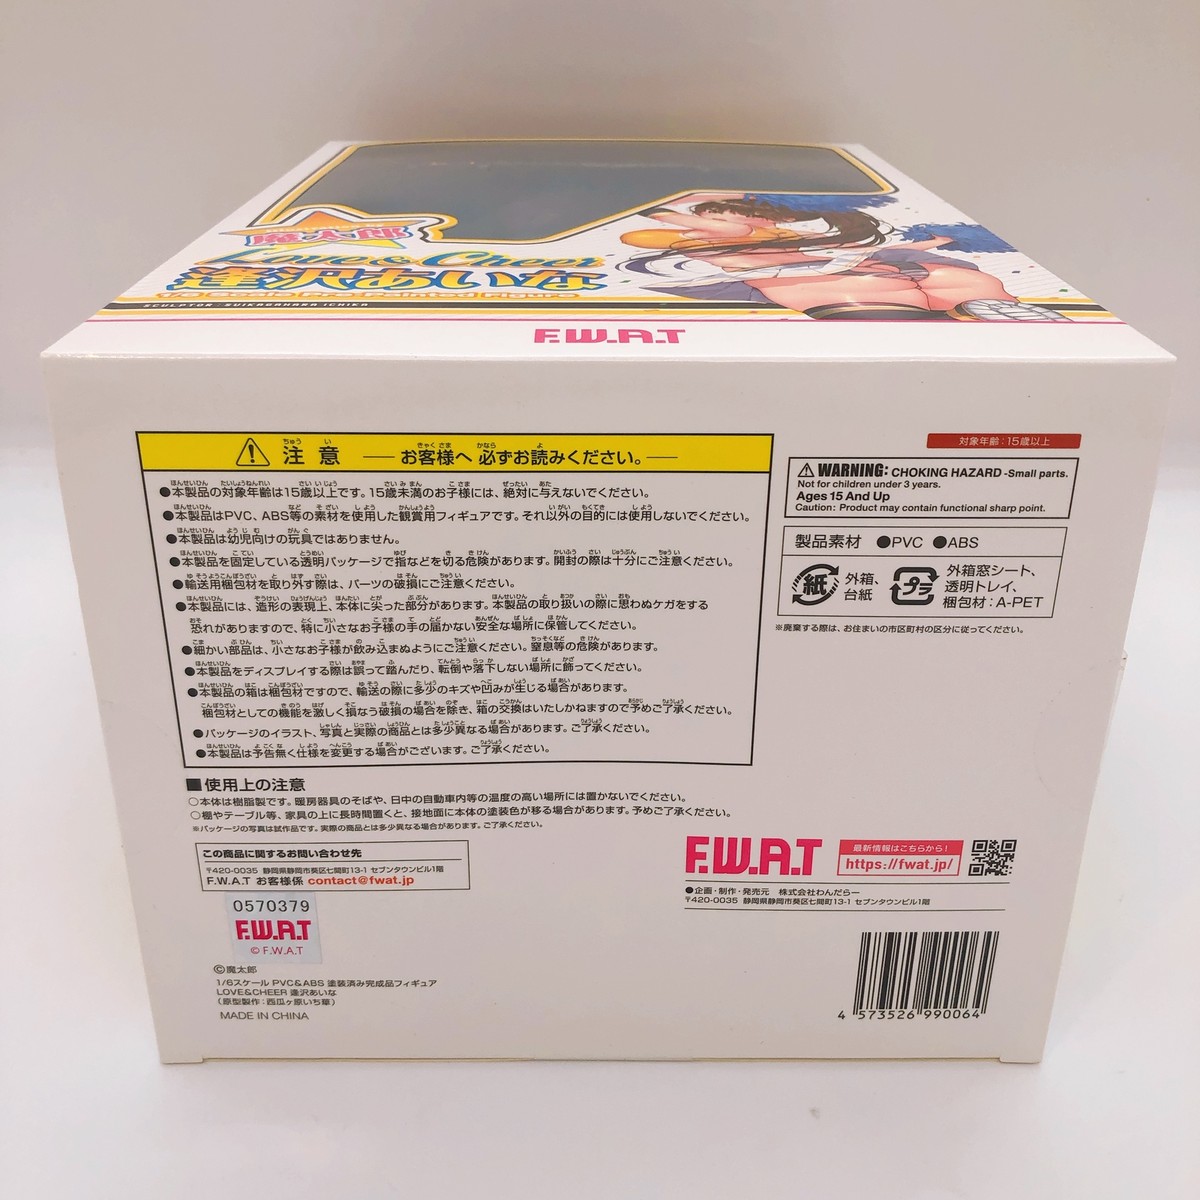 魔太郎
Love & Cheer
逢沢あいな
1/6 Scale Pre-Painted Figure
SCULPTOR : SUIKAGAHARA ICHIKA
F.W.A.T
注意 ——お客様へ 必ずお読みください。——
●本製品の対象年齢は15歳以上です。15歳未満のお子様には、絶対に与えないでください。
●本製品はPVC、ABS等の素材を使用した観賞用フィギュアです。それ以外の目的には使用しないでください。
●本製品は幼児向けの玩具ではありません。
●本製品を固定している透明パッケージで指などを切る危険があります。開封の際は十分にご注意ください。
●輸送用梱包材を取り外す際は、パーツの破損にご注意ください。
●本製品には、造形の表現上、本体に尖った部分があります。本製品の取り扱いの際に思わぬケガをする
恐れがありますので、特に小さなお子様の手の届かない安全な場所に保管してください。
●細かい部品は、小さなお子様が飲み込まぬようにご注意ください。窒息等の危険があります。
●本製品をディスプレイする際は誤って踏んだり、転倒や落下しない場所に飾ってください。
●本製品の箱は梱包材ですので、輸送の際に多少のキズや凹みが生じる場合があります。
梱包材としての機能を激しく損なう破損の場合を除き、箱の交換はいたしかねますので予めご了承ください。
●パッケージのイラスト、写真と実際の商品とは多少異なる場合があります。ご了承ください。
●本製品は予告無く仕様を変更する場合がございます。ご了承ください。
■使用上の注意
○本体は樹脂製です。暖房器具のそばや、日中の自動車内等の温度の高い場所には置かないでください。
○棚やテーブル等、家具の上に長時間置くと、接地面に本体の塗装色が移る場合があります。予めご了承ください。
※パッケージの写真は試作品です。実際の商品とは多少異なる場合があります。ご了承ください。
この商品に関するお問い合わせ先
〒420-0035 静岡県静岡市葵区七間町13-1 セブンタウンビル1階
F.W.A.T お客様係 contact@fwat.jp
0570379
F.W.A.T
© F.W.A.T
©魔太郎
1/6スケール PVC&ABS 塗装済み完成品フィギュア
LOVE&CHEER 逢沢あいな
（原型製作：西瓜ヶ原いち華）
MADE IN CHINA
対象年齢：15歳以上
WARNING: CHOKING HAZARD -Small parts.
Not for children under 3 years.
Ages 15 And Up
Caution: Product may contain functional sharp point.
製品素材 ●PVC ●ABS
紙 外箱、
台紙
プラ 外箱窓シート、
透明トレイ、
梱包材：A-PET
※廃棄する際は、お住まいの市区町村の区分に従ってください。
F.W.A.T
最新情報はこちらから！
https://fwat.jp/
●企画・制作・発売元 株式会社わんだらー
〒420-0035 静岡県静岡市葵区七間町13-1 セブンタウンビル1階
4 573526 990064